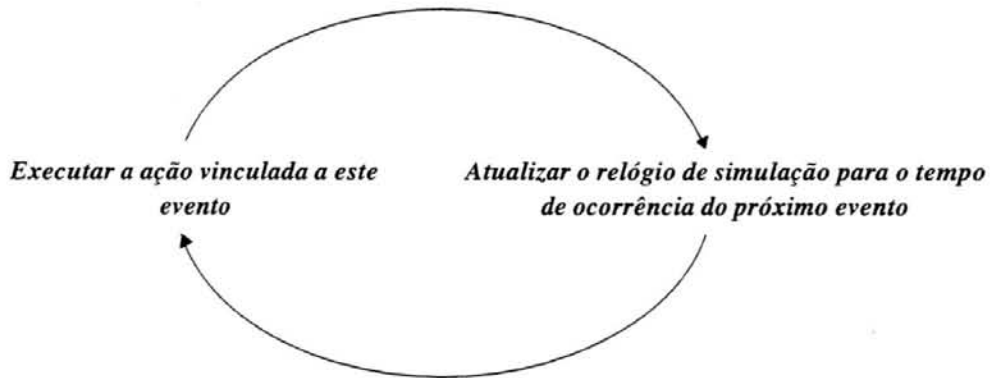 Executar a ação vinculada a este
evento
Atualizar o relógio de simulação para o tempo
de ocorrência do próximo evento